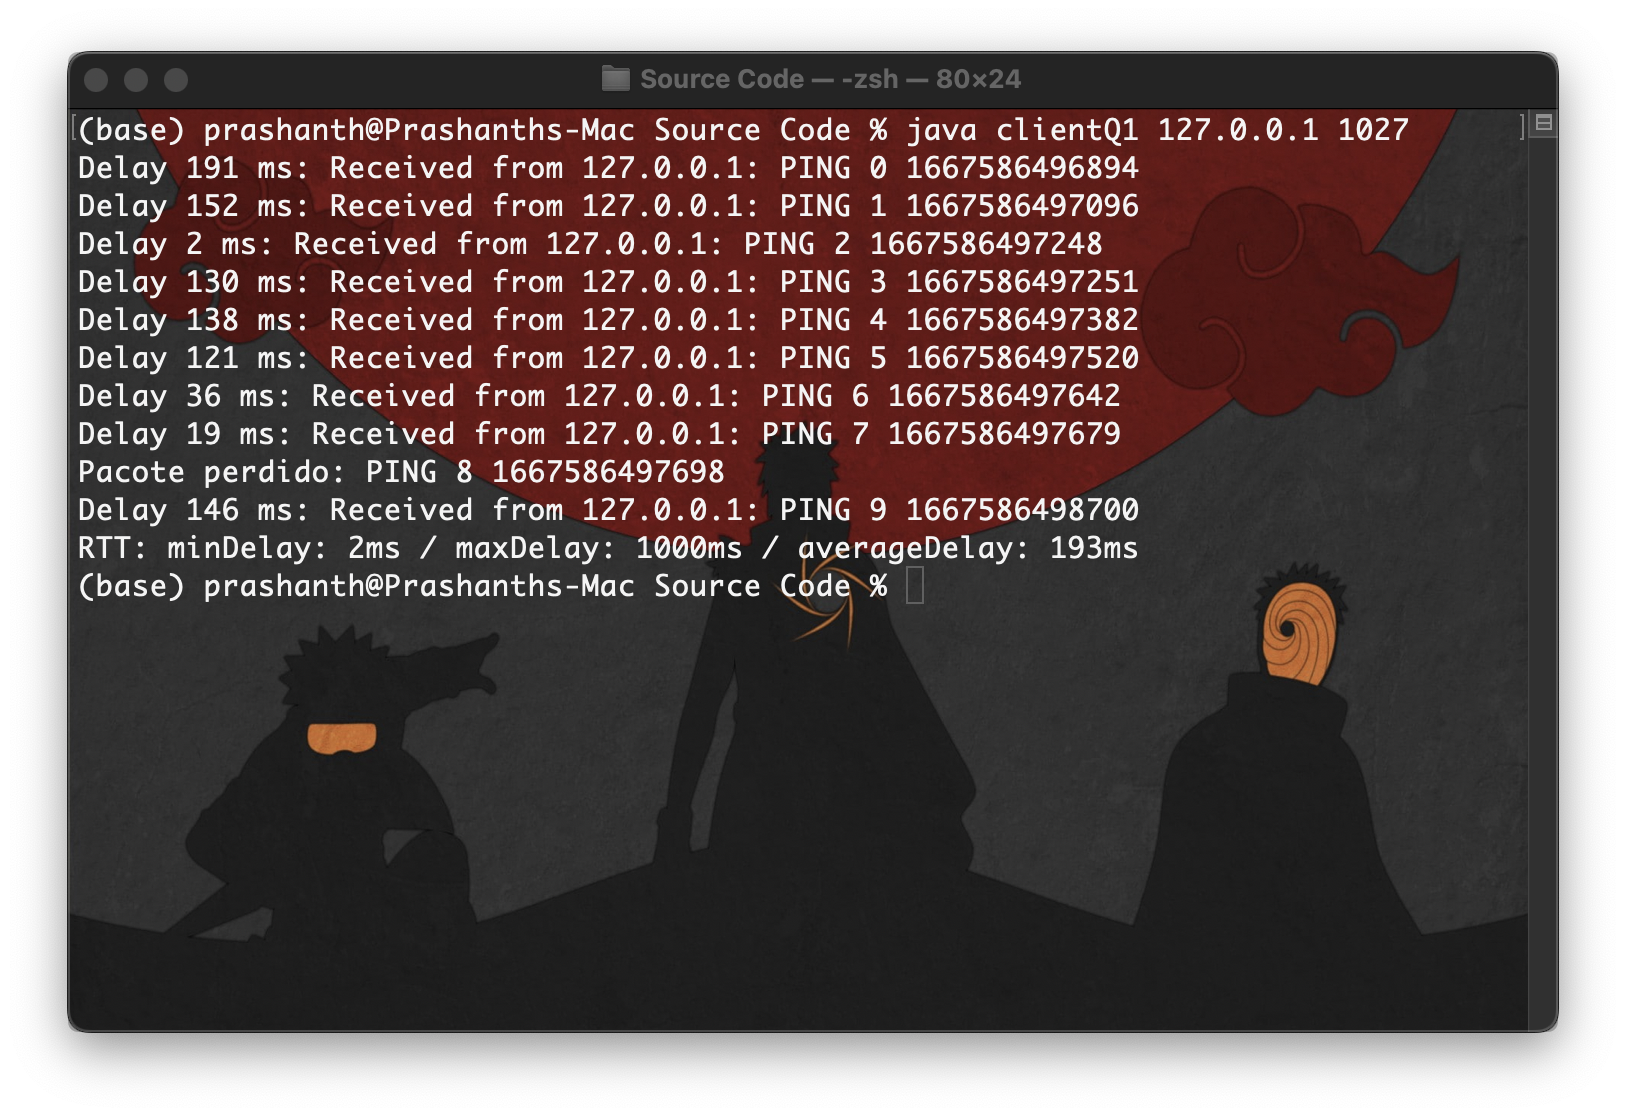 Source Code — -zsh — 80×24
(base) prashanth@Prashanths-Mac Source Code % java clientQ1 127.0.0.1 1027
Delay 191 ms: Received from 127.0.0.1: PING 0 1667586496894
Delay 152 ms: Received from 127.0.0.1: PING 1 1667586497096
Delay 2 ms: Received from 127.0.0.1: PING 2 1667586497248
Delay 130 ms: Received from 127.0.0.1: PING 3 1667586497251
Delay 138 ms: Received from 127.0.0.1: PING 4 1667586497382
Delay 121 ms: Received from 127.0.0.1: PING 5 1667586497520
Delay 36 ms: Received from 127.0.0.1: PING 6 1667586497642
Delay 19 ms: Received from 127.0.0.1: PING 7 1667586497679
Pacote perdido: PING 8 1667586497698
Delay 146 ms: Received from 127.0.0.1: PING 9 1667586498700
RTT: minDelay: 2ms / maxDelay: 1000ms / averageDelay: 193ms
(base) prashanth@Prashanths-Mac Source Code %